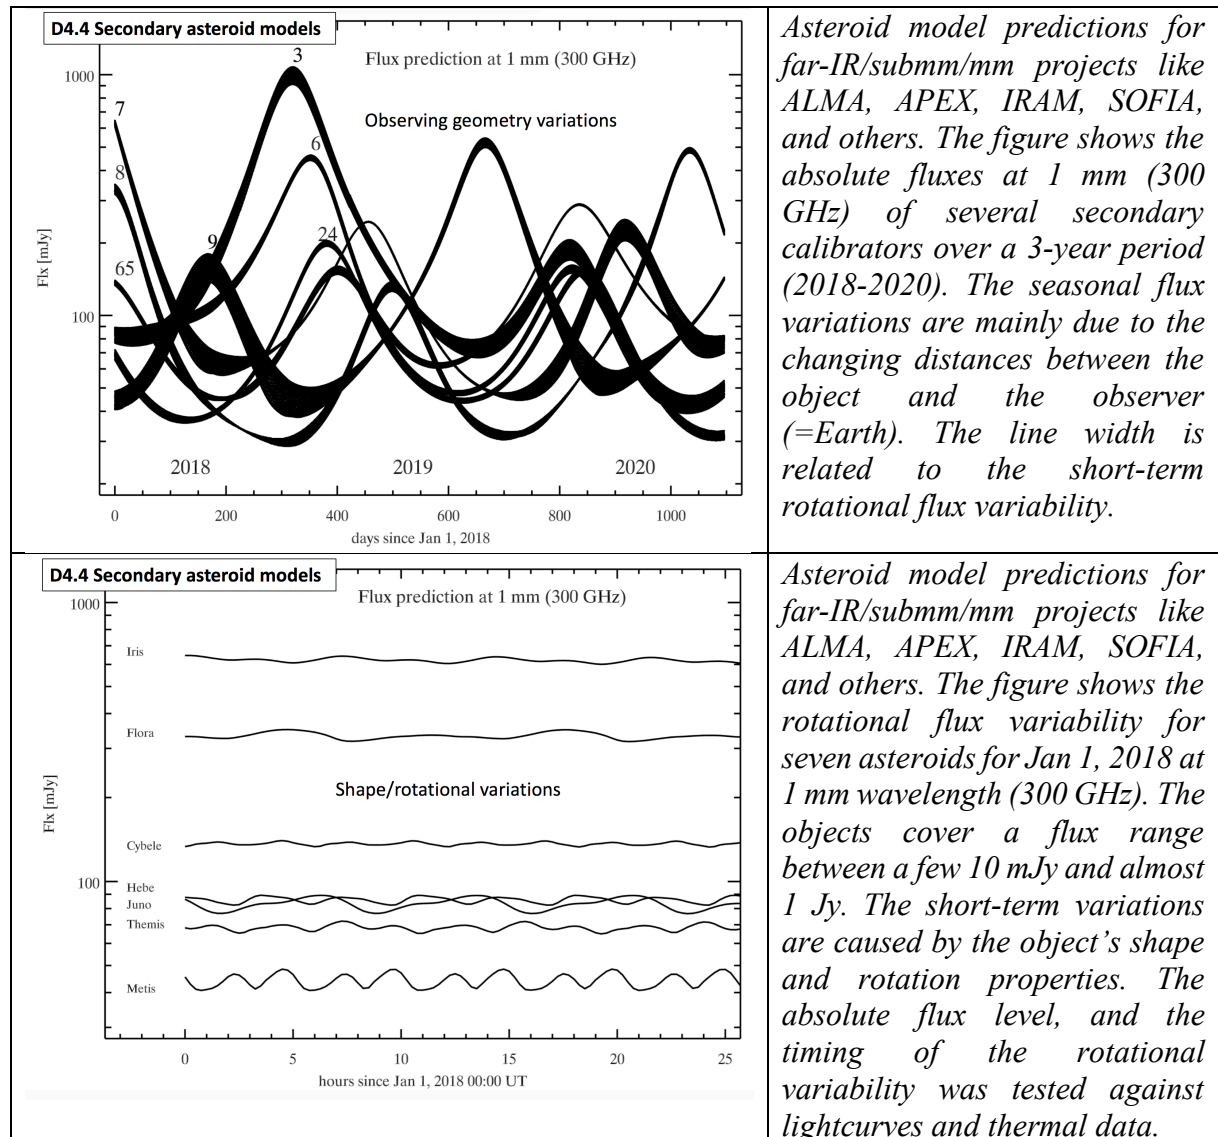 D4.4 Secondary asteroid models
Flux prediction at 1 mm (300 GHz)
Observing geometry variations
1000
100
Flx [mJy]
7
8
65
9
3
6
24
2018
2019
2020
0
200
400
600
800
1000
days since Jan 1, 2018
Asteroid model predictions for
far-IR/submm/mm projects like
ALMA, APEX, IRAM, SOFIA,
and others. The figure shows the
absolute fluxes at 1 mm (300
GHz) of several secondary
calibrators over a 3-year period
(2018-2020). The seasonal flux
variations are mainly due to the
changing distances between the
object and the observer
(=Earth). The line width is
related to the short-term
rotational flux variability.
D4.4 Secondary asteroid models
Flux prediction at 1 mm (300 GHz)
1000
100
Flx [mJy]
Iris
Flora
Shape/rotational variations
Cybele
Hebe
Juno
Themis
Metis
0
5
10
15
20
25
hours since Jan 1, 2018 00:00 UT
Asteroid model predictions for
far-IR/submm/mm projects like
ALMA, APEX, IRAM, SOFIA,
and others. The figure shows the
rotational flux variability for
seven asteroids for Jan 1, 2018 at
1 mm wavelength (300 GHz). The
objects cover a flux range
between a few 10 mJy and almost
1 Jy. The short-term variations
are caused by the object’s shape
and rotation properties. The
absolute flux level, and the
timing of the rotational
variability was tested against
lightcurves and thermal data.